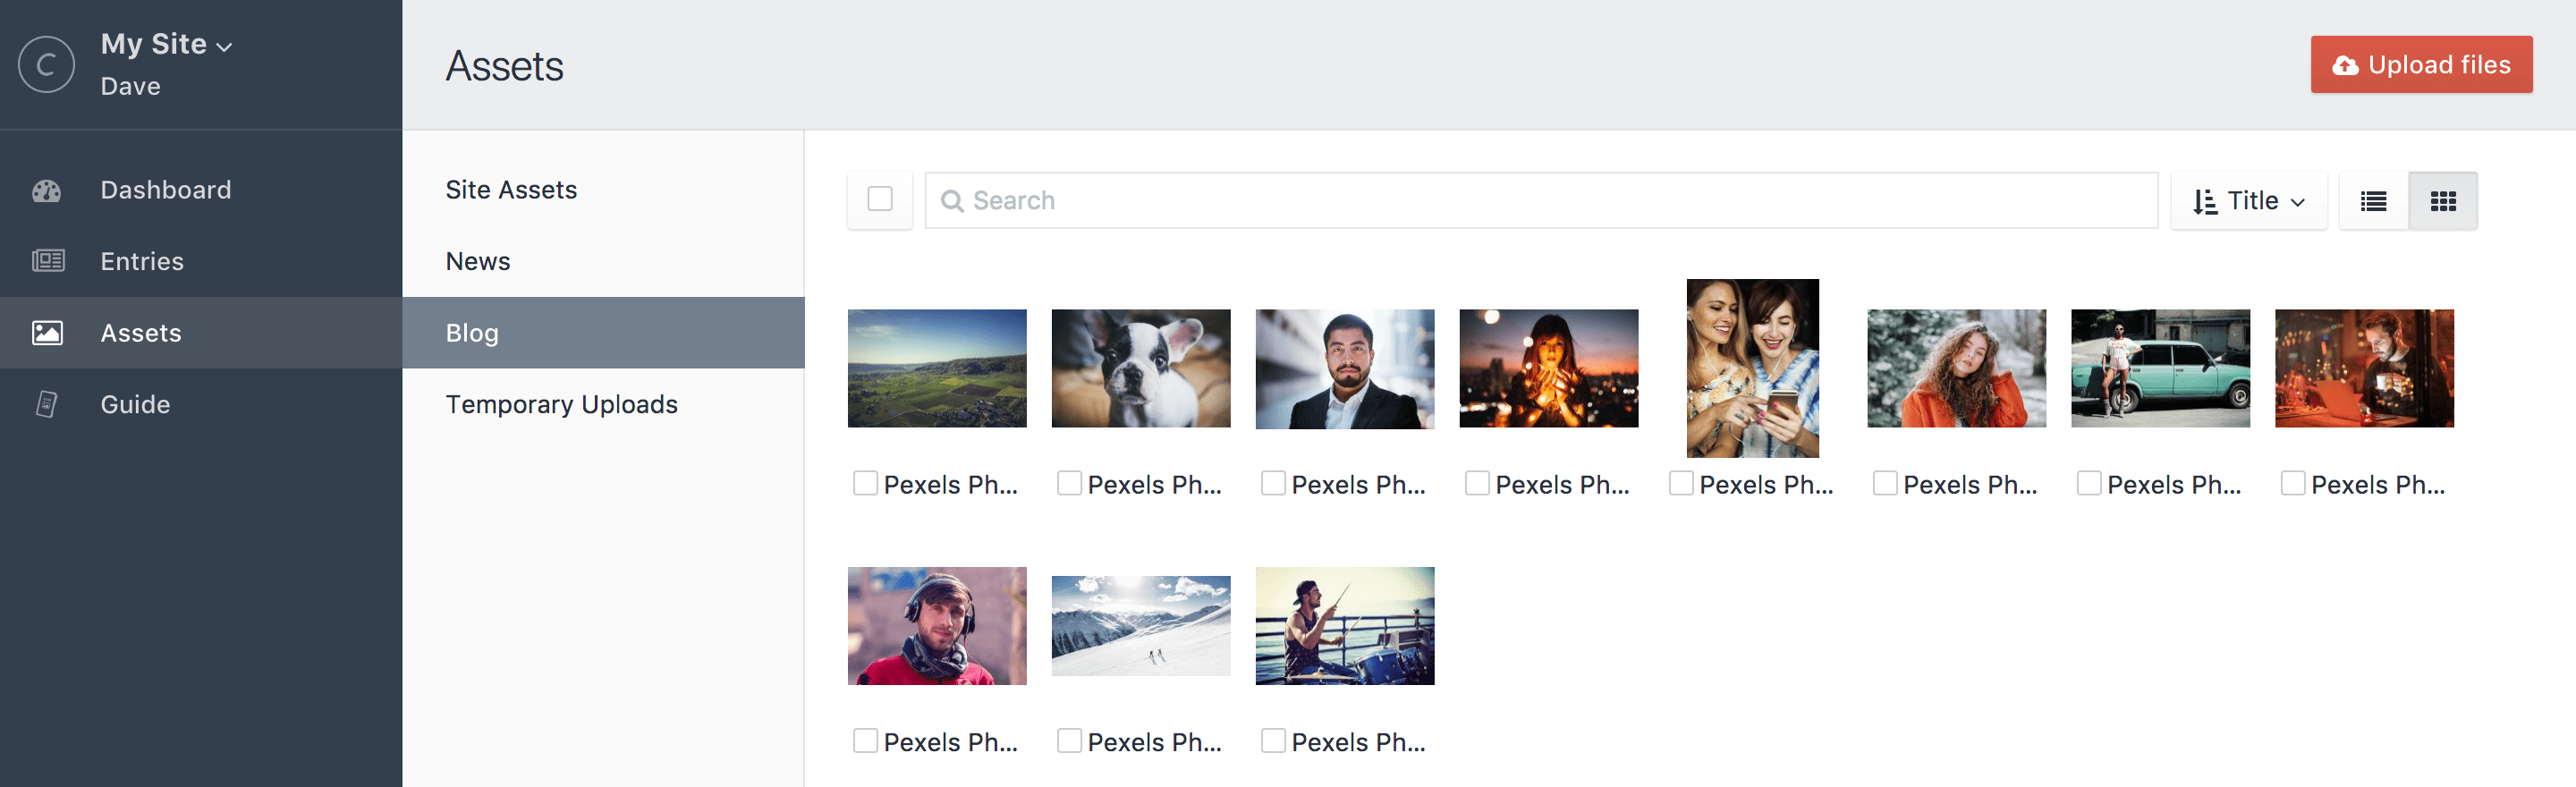 C
My Site
Dave
Dashboard
Entries
Assets
Guide
Assets
Upload files
Site Assets
News
Blog
Temporary Uploads
Search
Title
Pexels Ph...
Pexels Ph...
Pexels Ph...
Pexels Ph...
Pexels Ph...
Pexels Ph...
Pexels Ph...
Pexels Ph...
Pexels Ph...
Pexels Ph...
Pexels Ph...